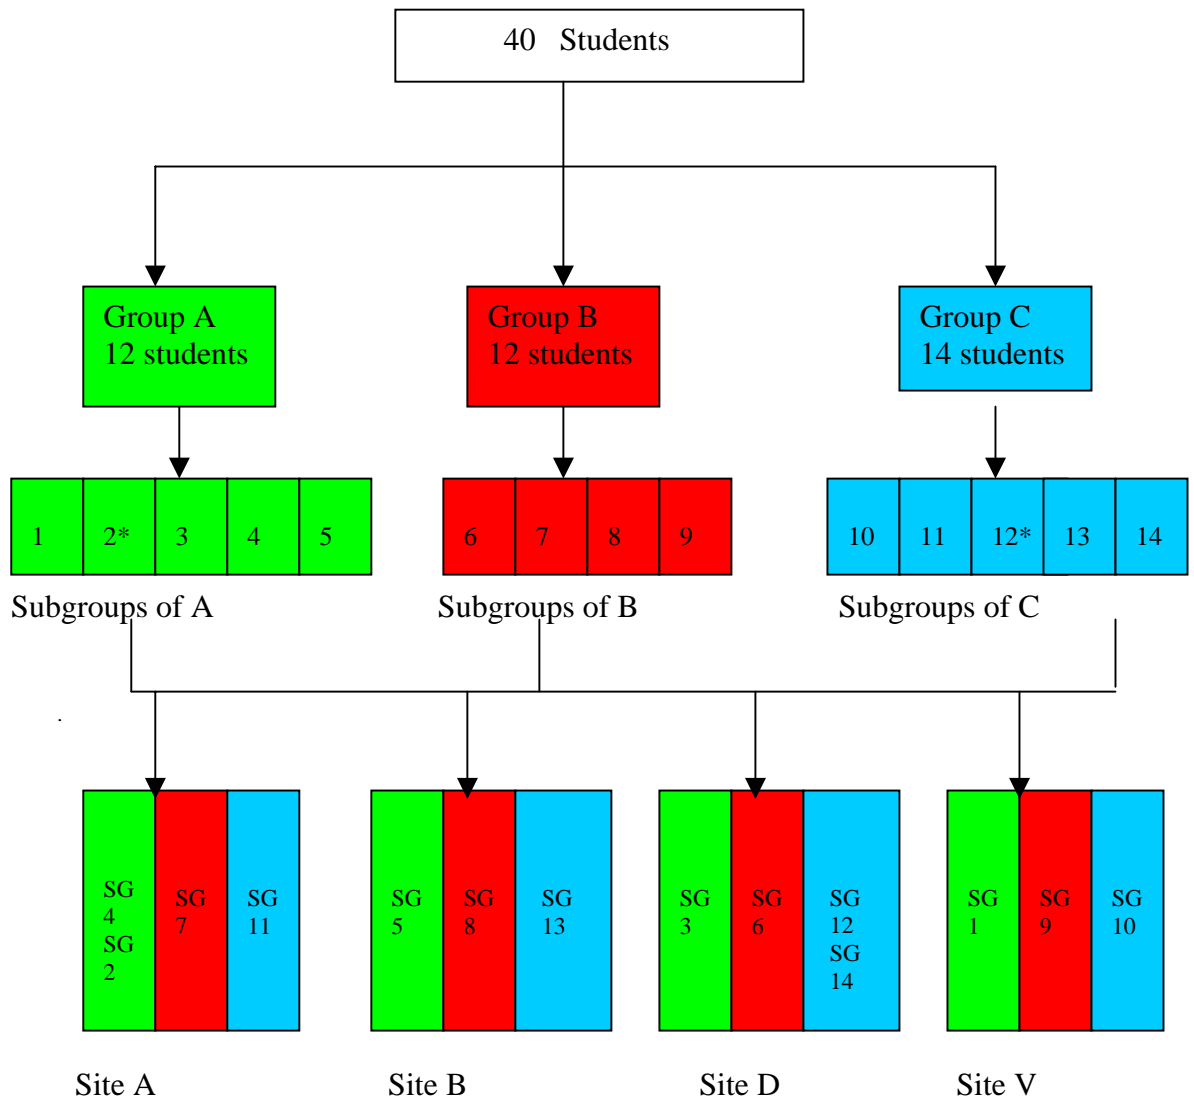 40 Students
Group A
12 students
Group B
12 students
Group C
14 students
1 2* 3 4 5
6 7 8 9
10 11 12* 13 14
Subgroups of A
Subgroups of B
Subgroups of C
SG
4
SG
2
SG
7
SG
11
SG
5
SG
8
SG
13
SG
3
SG
6
SG
12
SG
14
SG
1
SG
9
SG
10
Site A
Site B
Site D
Site V